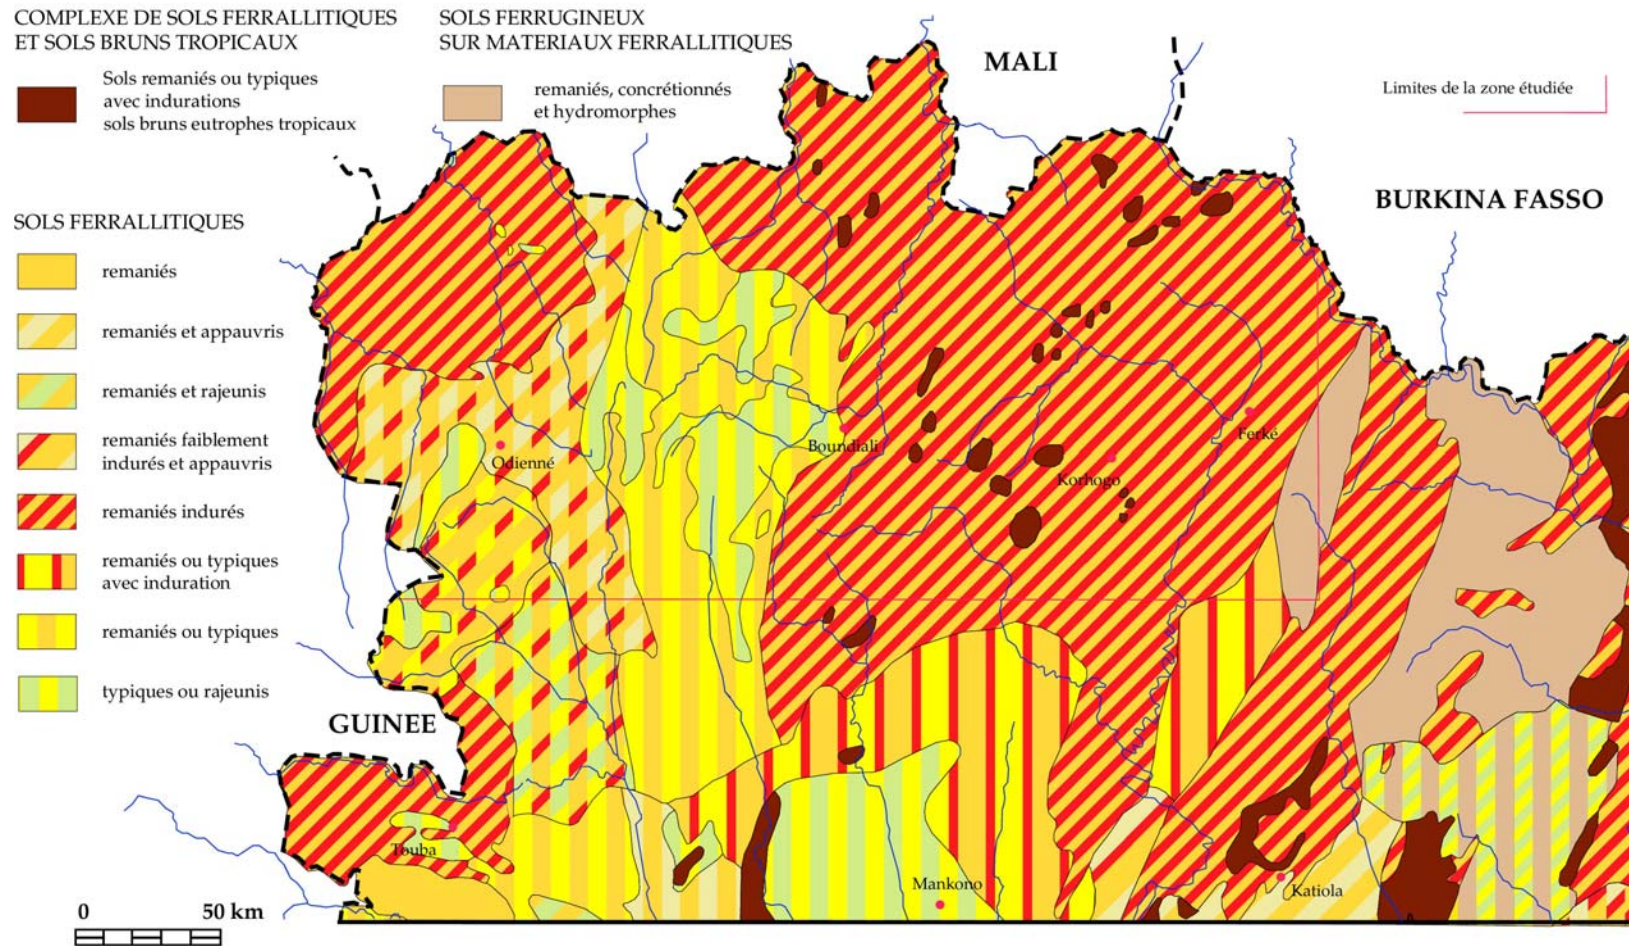 COMPLEXE DE SOLS FERRALLITIQUES
ET SOLS BRUNS TROPICAUX
Sols remaniés ou typiques
avec indurations
sols bruns eutrophes tropicaux
SOLS FERRUGINEUX
SUR MATERIAUX FERRALLITIQUES
remaniés, concrétionnés
et hydromorphes
MALI
Limites de la zone étudiée
BURKINA FASSO
SOLS FERRALLITIQUES
remaniés
remaniés et appauvris
remaniés et rajeunis
remaniés faiblement
indurés et appauvris
remaniés indurés
remaniés ou typiques
avec induration
remaniés ou typiques
typiques ou rajeunis
Odienné
Boundiali
Ferké
Korhogo
GUINEE
Touba
Mankono
Katiola
0 50 km